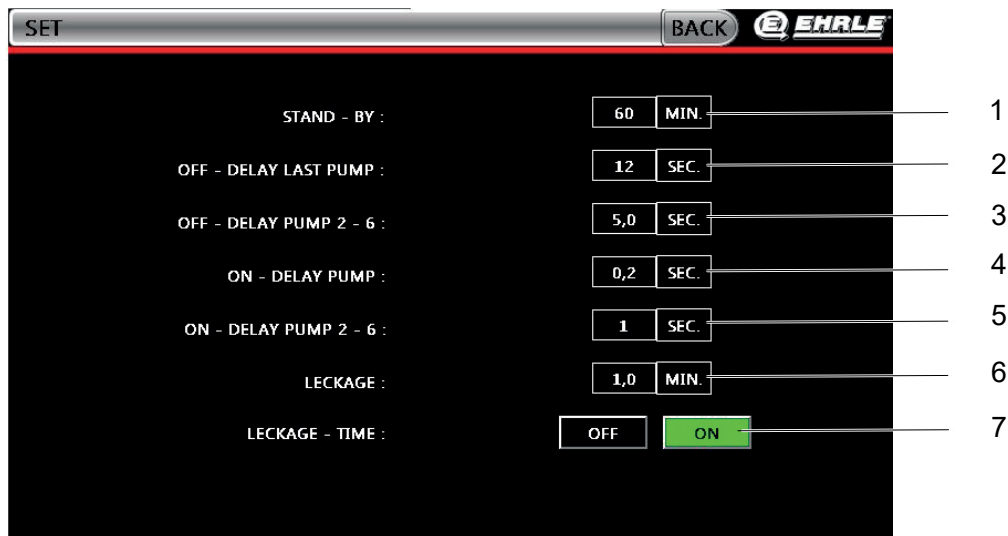 SET BACK EHRLE
STAND - BY : 60 MIN. 1
OFF - DELAY LAST PUMP : 12 SEC. 2
OFF - DELAY PUMP 2 - 6 : 5,0 SEC. 3
ON - DELAY PUMP : 0,2 SEC. 4
ON - DELAY PUMP 2 - 6 : 1 SEC. 5
LECKAGE : 1,0 MIN. 6
LECKAGE - TIME : OFF ON 7